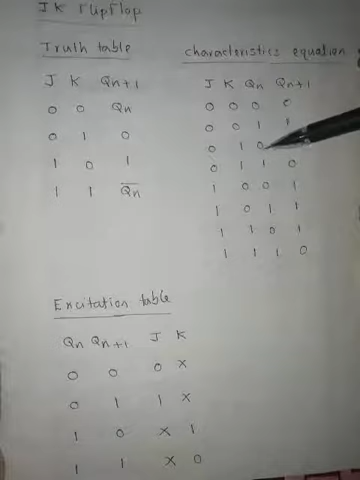 JK Flipflop
Truth table
J K Qn+1
0 0 Qn
0 1 0
1 0 1
1 1 Q̅n
characteristics equation
J K Qn Qn+1
0 0 0 0
0 0 1 1
0 1 0
0 1 1 0
1 0 0 1
1 0 1 1
1 1 0 1
1 1 1 0
Excitation table
Qn Qn+1 J K
0 0 0 X
0 1 1 X
1 0 X 1
1 1 X 0